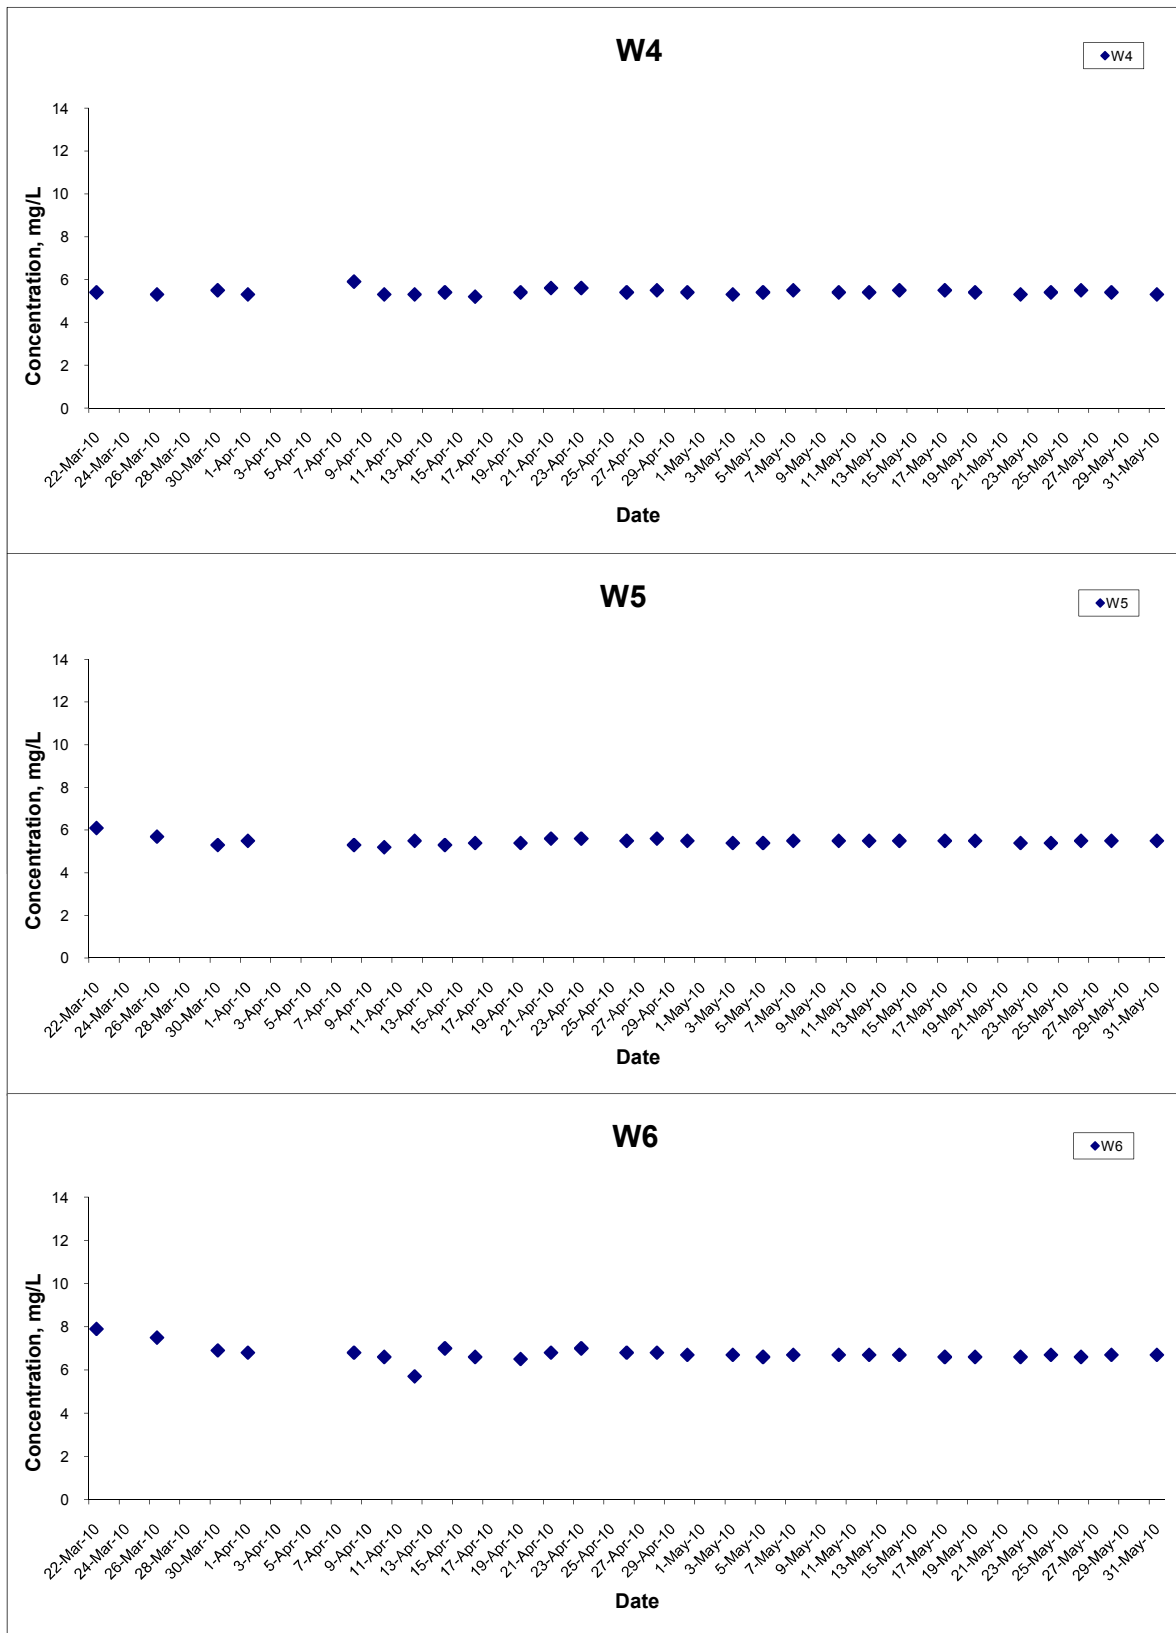 W4
W4
14
12
10
8
6
4
2
0
Concentration, mg/L
22-Mar-10
24-Mar-10
26-Mar-10
28-Mar-10
30-Mar-10
1-Apr-10
3-Apr-10
5-Apr-10
7-Apr-10
9-Apr-10
11-Apr-10
13-Apr-10
15-Apr-10
17-Apr-10
19-Apr-10
21-Apr-10
23-Apr-10
25-Apr-10
27-Apr-10
29-Apr-10
1-May-10
3-May-10
5-May-10
7-May-10
9-May-10
11-May-10
13-May-10
15-May-10
17-May-10
19-May-10
21-May-10
23-May-10
25-May-10
27-May-10
29-May-10
31-May-10
Date
W5
W5
14
12
10
8
6
4
2
0
Concentration, mg/L
22-Mar-10
24-Mar-10
26-Mar-10
28-Mar-10
30-Mar-10
1-Apr-10
3-Apr-10
5-Apr-10
7-Apr-10
9-Apr-10
11-Apr-10
13-Apr-10
15-Apr-10
17-Apr-10
19-Apr-10
21-Apr-10
23-Apr-10
25-Apr-10
27-Apr-10
29-Apr-10
1-May-10
3-May-10
5-May-10
7-May-10
9-May-10
11-May-10
13-May-10
15-May-10
17-May-10
19-May-10
21-May-10
23-May-10
25-May-10
27-May-10
29-May-10
31-May-10
Date
W6
W6
14
12
10
8
6
4
2
0
Concentration, mg/L
22-Mar-10
24-Mar-10
26-Mar-10
28-Mar-10
30-Mar-10
1-Apr-10
3-Apr-10
5-Apr-10
7-Apr-10
9-Apr-10
11-Apr-10
13-Apr-10
15-Apr-10
17-Apr-10
19-Apr-10
21-Apr-10
23-Apr-10
25-Apr-10
27-Apr-10
29-Apr-10
1-May-10
3-May-10
5-May-10
7-May-10
9-May-10
11-May-10
13-May-10
15-May-10
17-May-10
19-May-10
21-May-10
23-May-10
25-May-10
27-May-10
29-May-10
31-May-10
Date